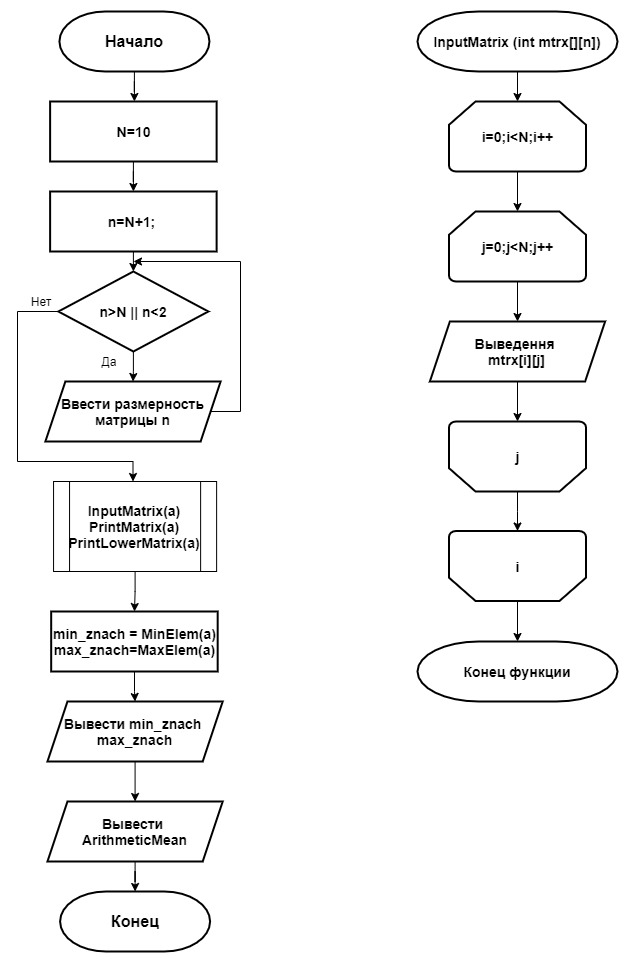 Начало
N=10
n=N+1;
n>N || n<2
Нет
Да
Ввести размерность
матрицы n
InputMatrix(a)
PrintMatrix(a)
PrintLowerMatrix(a)
min_znach = MinElem(a)
max_znach=MaxElem(a)
Вывести min_znach
max_znach
Вывести
ArithmeticMean
Конец
InputMatrix (int mtrx[][n])
i=0;i<N;i++
j=0;j<N;j++
Выведення
mtrx[i][j]
j
i
Конец функции